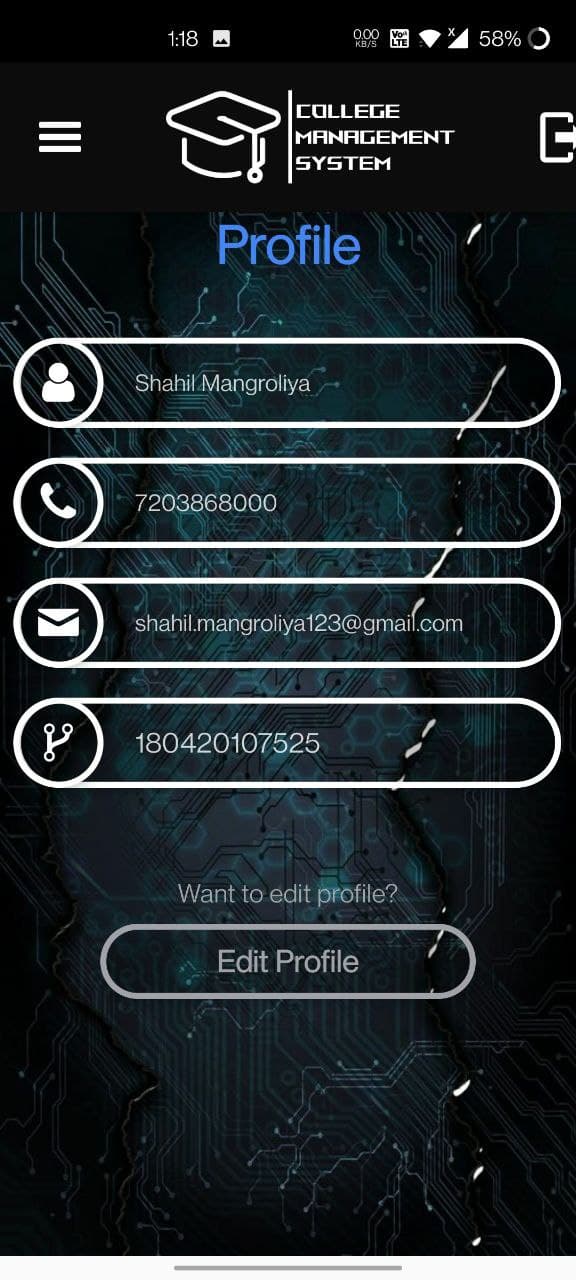 1:18 0.00 KB/S Vo LTE X 58%
COLLEGE
MANAGEMENT
SYSTEM
Profile
Shahil Mangroliya
7203868000
shahil.mangroliya123@gmail.com
180420107525
Want to edit profile?
Edit Profile